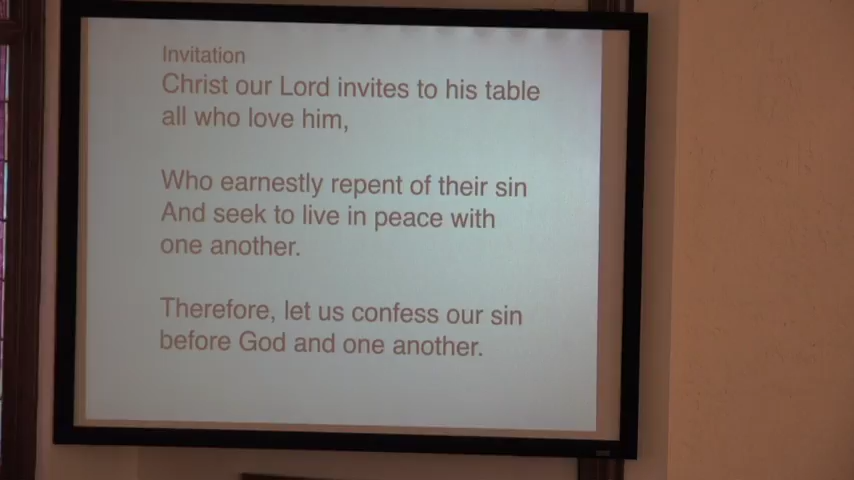 Invitation
Christ our Lord invites to his table
all who love him,
Who earnestly repent of their sin
And seek to live in peace with
one another.
Therefore, let us confess our sin
before God and one another.